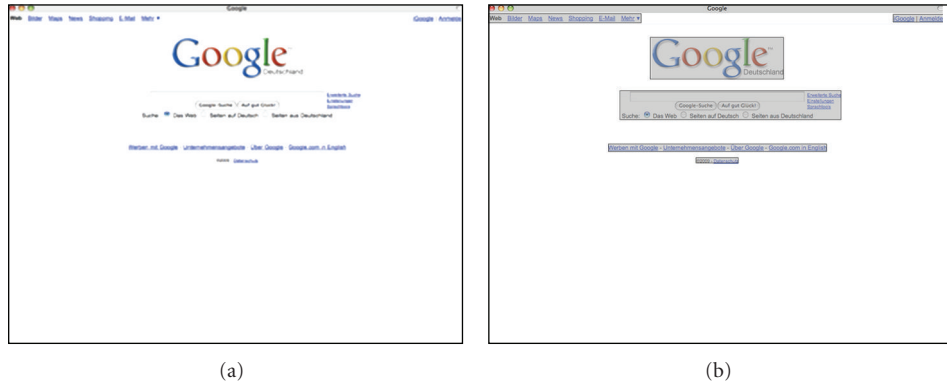 Google
Web Bilder Maps News Shopping E-Mail Mehr ▼ iGoogle Anmelde
Google™
Deutschland
Erweiterte Suche
Einstellungen
Sprachtools
Google-Suche Auf gut Glück!
Suche: Das Web Seiten auf Deutsch Seiten aus Deutschland
Werben mit Google - Unternehmensangebote - Über Google - Google.com in English
Datenschutz
(a)
Google
Web Bilder Maps News Shopping E-Mail Mehr ▼ iGoogle | Anmelde
Google™
Deutschland
Erweiterte Suche
Einstellungen
Sprachtools
Google-Suche Auf gut Glück!
Suche: Das Web Seiten auf Deutsch Seiten aus Deutschland
Werben mit Google - Unternehmensangebote - Über Google - Google.com in English
Datenschutz
(b)